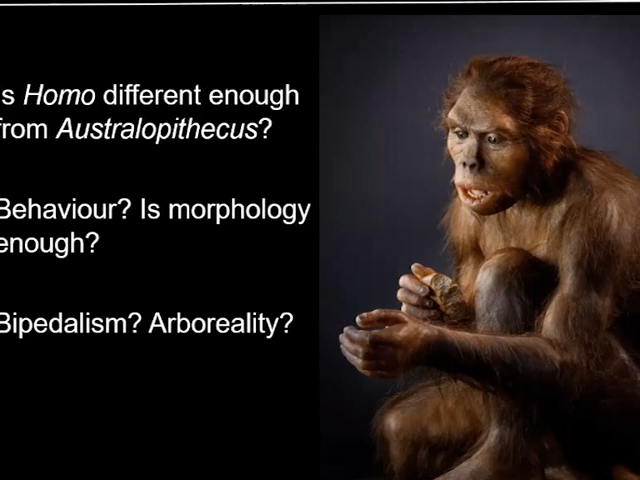 s Homo different enough
from Australopithecus?
Behaviour? Is morphology
enough?
Bipedalism? Arboreality?